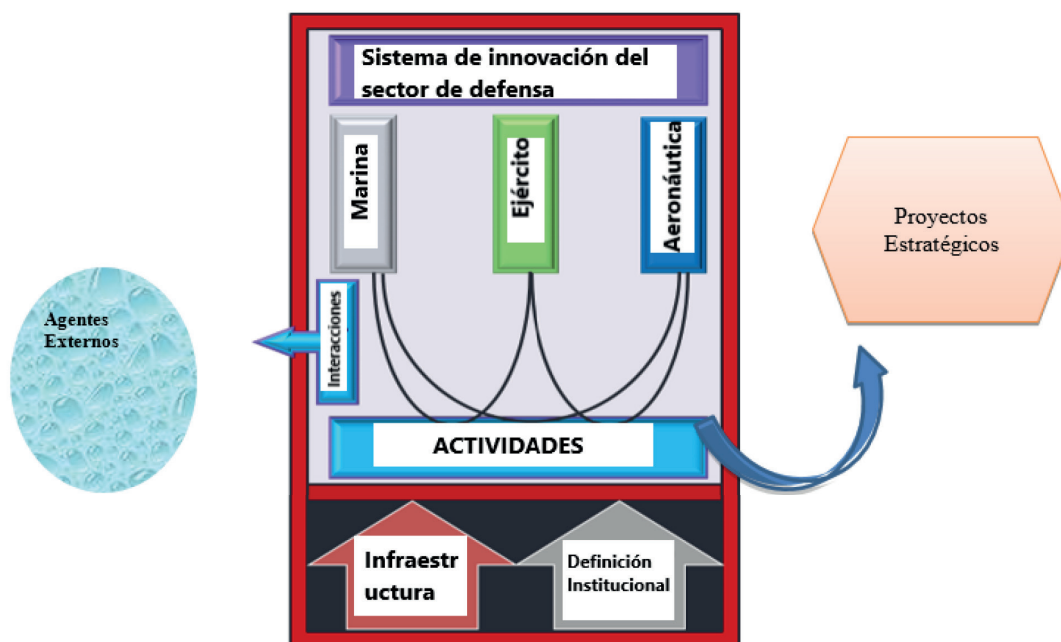 Sistema de innovación del
sector de defensa
Marina
Ejército
Aeronáutica
Interacciones
Agentes
Externos
Proyectos
Estratégicos
ACTIVIDADES
Infraestr
uctura
Definición
Institucional